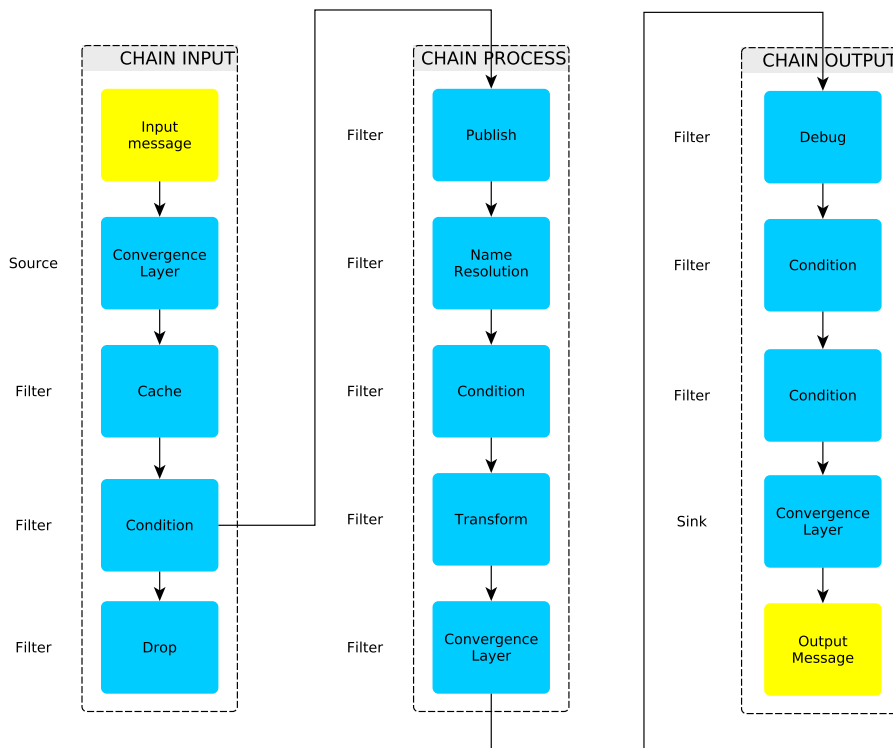 CHAIN INPUT
Input
message
Source
Convergence
Layer
Filter
Cache
Filter
Condition
Filter
Drop
CHAIN PROCESS
Filter
Publish
Filter
Name
Resolution
Filter
Condition
Filter
Transform
Filter
Convergence
Layer
CHAIN OUTPUT
Filter
Debug
Filter
Condition
Filter
Condition
Sink
Convergence
Layer
Output
Message